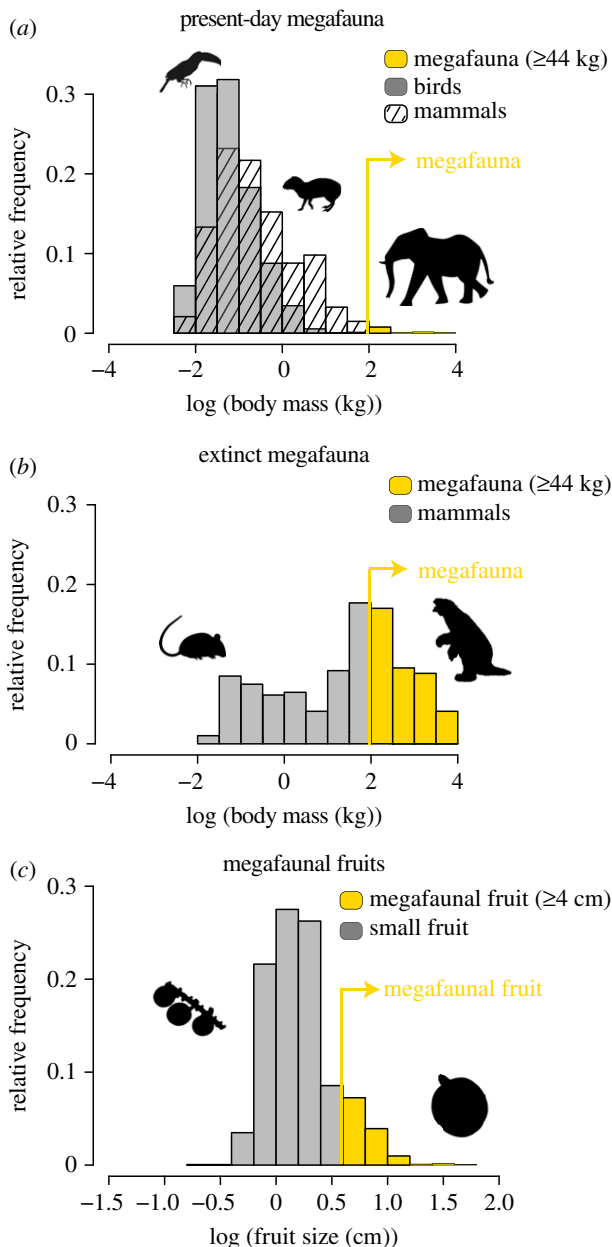 (a)
present-day megafauna
megafauna (≥44 kg)
birds
mammals
megafauna
relative frequency
0.3
0.2
0.1
0
−4
−2
0
2
4
log (body mass (kg))
(b)
extinct megafauna
megafauna (≥44 kg)
mammals
megafauna
relative frequency
0.3
0.2
0.1
0
−4
−2
0
2
4
log (body mass (kg))
(c)
megafaunal fruits
megafaunal fruit (≥4 cm)
small fruit
megafaunal fruit
relative frequency
0.3
0.2
0.1
0
−1.5
−1.0
−0.5
0
0.5
1.0
1.5
2.0
log (fruit size (cm))